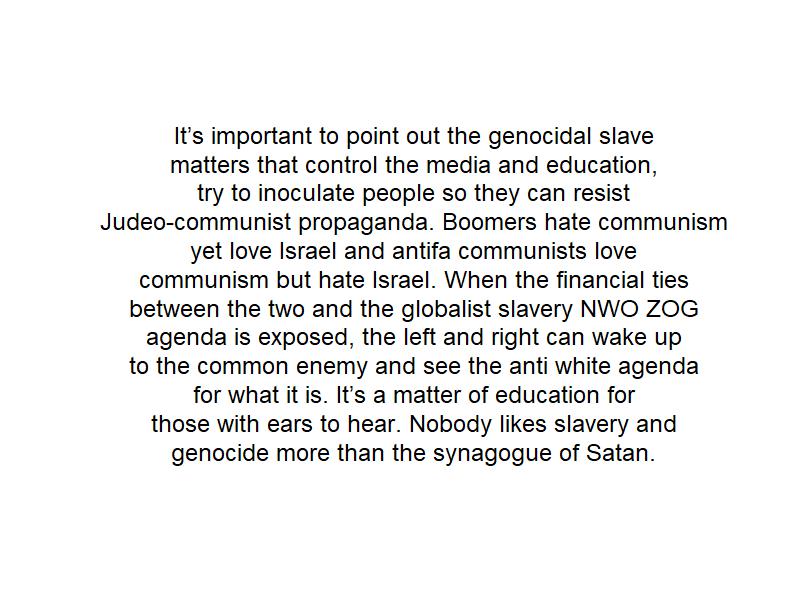 It’s important to point out the genocidal slave
matters that control the media and education,
try to inoculate people so they can resist
Judeo-communist propaganda. Boomers hate communism
yet love Israel and antifa communists love
communism but hate Israel. When the financial ties
between the two and the globalist slavery NWO ZOG
agenda is exposed, the left and right can wake up
to the common enemy and see the anti white agenda
for what it is. It’s a matter of education for
those with ears to hear. Nobody likes slavery and
genocide more than the synagogue of Satan.